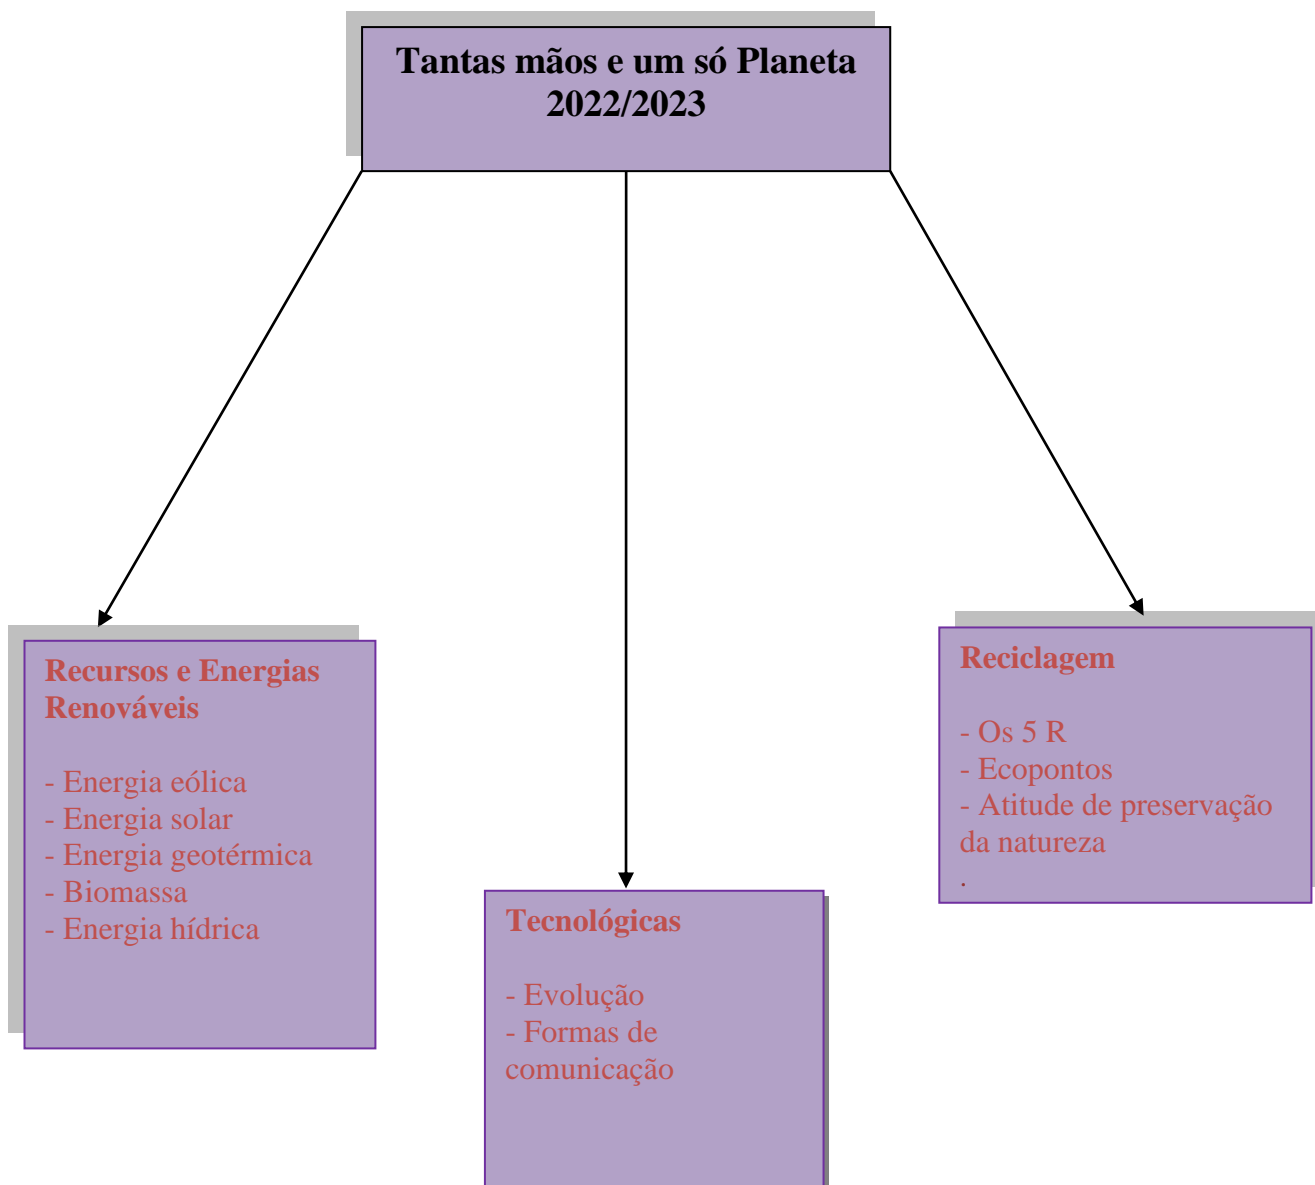 Tantas mãos e um só Planeta
2022/2023
Recursos e Energias
Renováveis
- Energia eólica
- Energia solar
- Energia geotérmica
- Biomassa
- Energia hídrica
Tecnológicas
- Evolução
- Formas de
comunicação
Reciclagem
- Os 5 R
- Ecopontos
- Atitude de preservação
da natureza
.